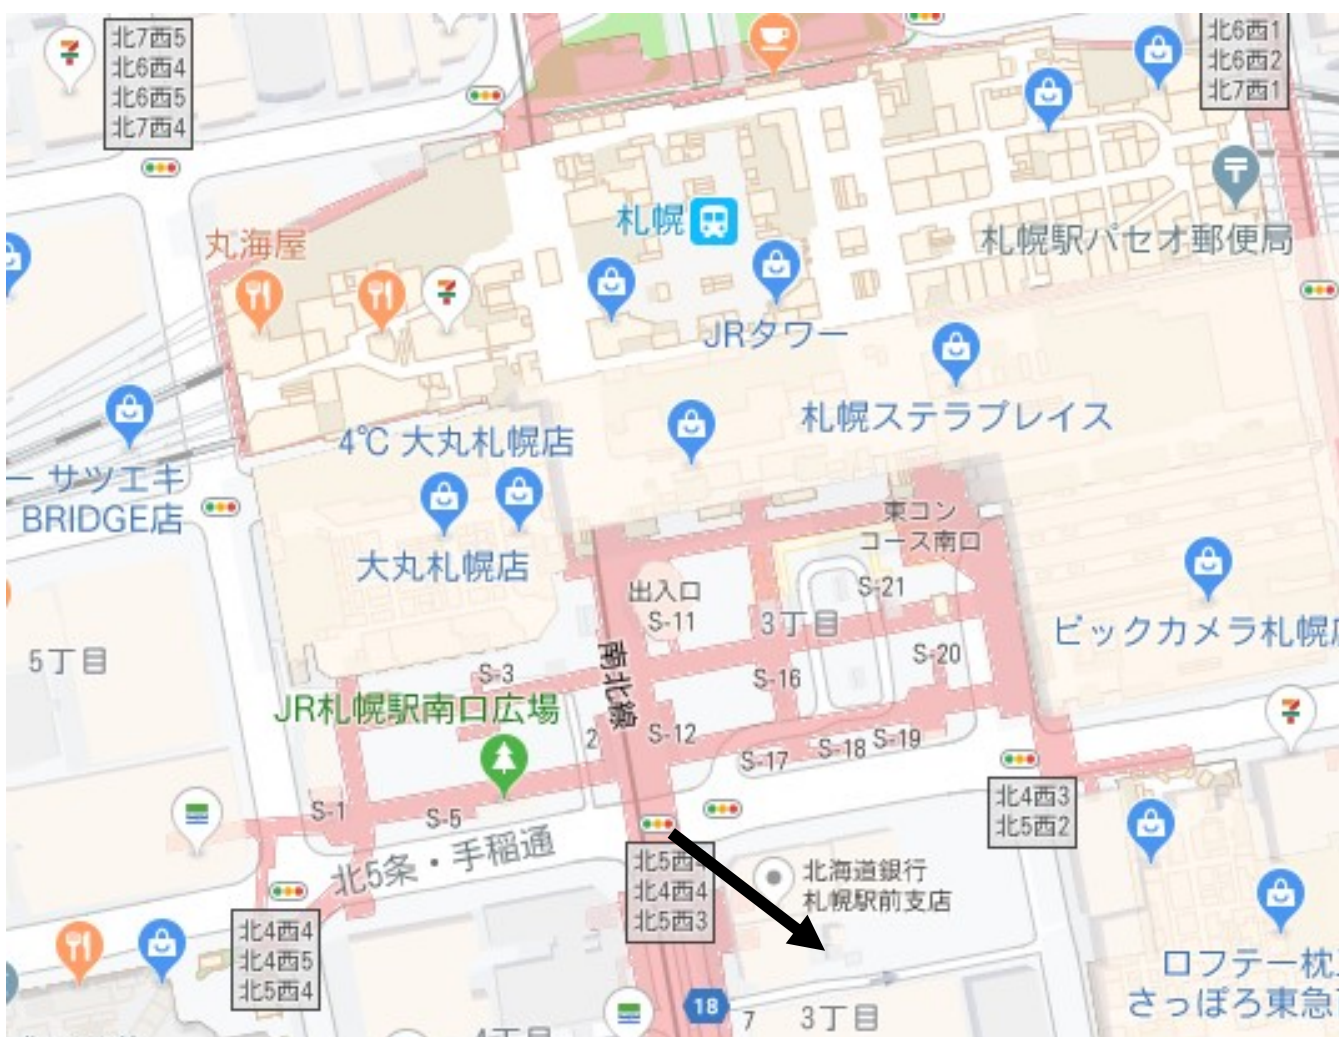 北7西5
北6西4
北6西5
北7西4
北6西1
北6西2
北7西1
札幌
丸海屋
札幌駅パセオ郵便局
JRタワー
札幌ステラプレイス
4℃ 大丸札幌店
ー サツエキ
BRIDGE店
大丸札幌店
東コン
コース南口
出入口
S-11
S-21
3丁目
ビックカメラ札幌店
5丁目
S-3
南北線
S-16
S-20
JR札幌駅南口広場
2
S-12
S-17
S-18
S-19
S-1
S-5
北4西3
北5西2
北5条・手稲通
北5西4
北4西4
北5西3
北海道銀行
札幌駅前支店
北4西4
北4西5
北5西4
ロフテー枕
さっぽろ東急
18
7
3丁目
4丁目